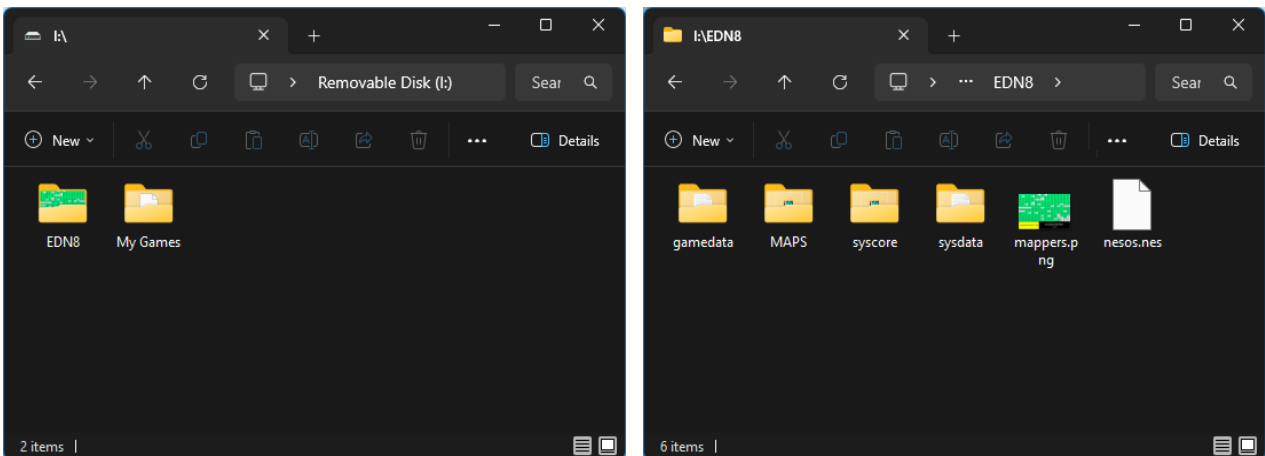 I:\
Removable Disk (I:)
Sear
New
Details
EDN8
My Games
2 items
I:\EDN8
EDN8
Sear
New
Details
gamedata
MAPS
syscore
sysdata
mappers.p
ng
nesos.nes
6 items